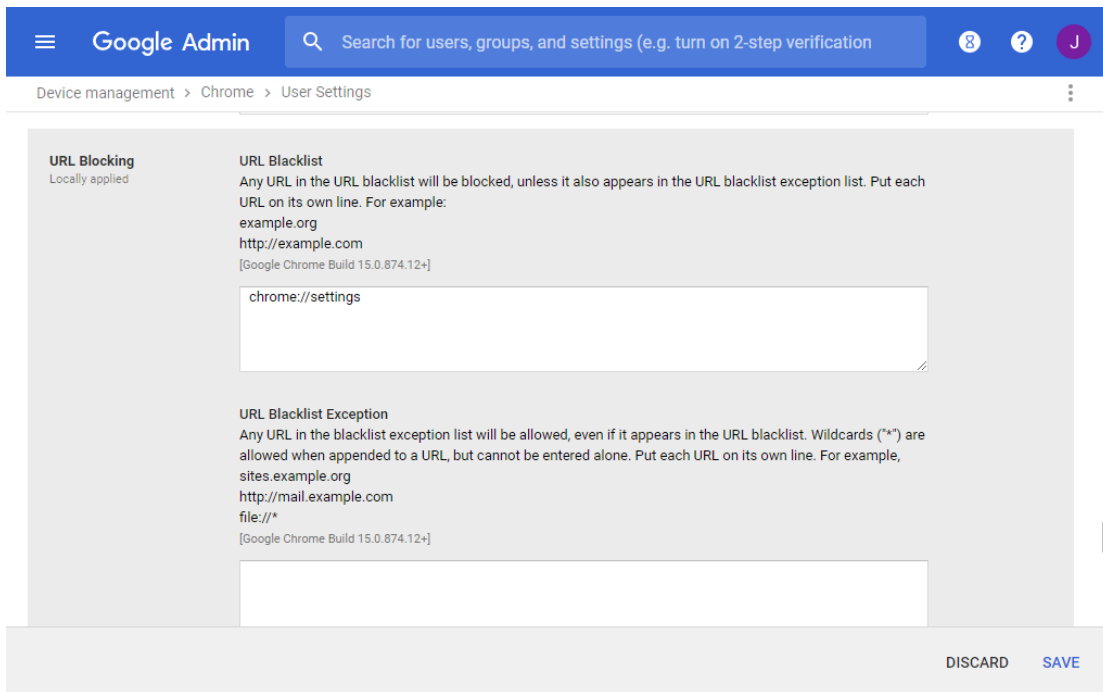 Google Admin
Search for users, groups, and settings (e.g. turn on 2-step verification
8
?
J
Device management > Chrome > User Settings
URL Blocking
Locally applied
URL Blacklist
Any URL in the URL blacklist will be blocked, unless it also appears in the URL blacklist exception list. Put each
URL on its own line. For example:
example.org
http://example.com
[Google Chrome Build 15.0.874.12+]
chrome://settings
URL Blacklist Exception
Any URL in the blacklist exception list will be allowed, even if it appears in the URL blacklist. Wildcards ("*") are
allowed when appended to a URL, but cannot be entered alone. Put each URL on its own line. For example,
sites.example.org
http://mail.example.com
file://*
[Google Chrome Build 15.0.874.12+]
DISCARD SAVE